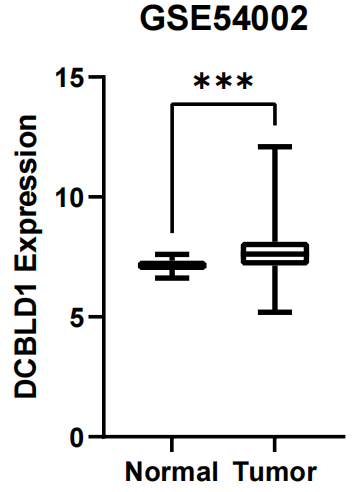 GSE54002
***
15
10
5
0
DCBLD1 Expression
Normal Tumor